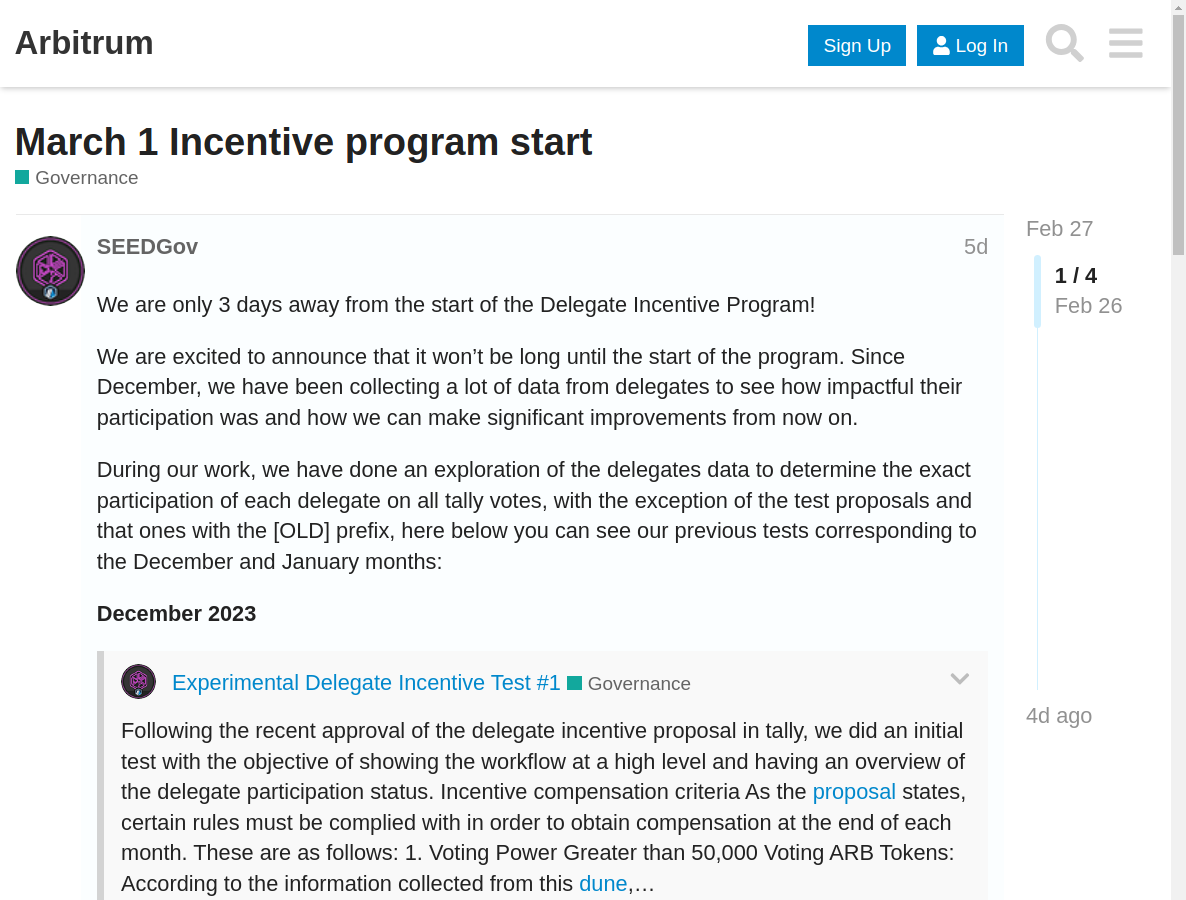 Arbitrum
Sign Up
Log In
March 1 Incentive program start
Governance
SEEDGov
5d
We are only 3 days away from the start of the Delegate Incentive Program!
We are excited to announce that it won’t be long until the start of the program. Since
December, we have been collecting a lot of data from delegates to see how impactful their
participation was and how we can make significant improvements from now on.
During our work, we have done an exploration of the delegates data to determine the exact
participation of each delegate on all tally votes, with the exception of the test proposals and
that ones with the [OLD] prefix, here below you can see our previous tests corresponding to
the December and January months:
December 2023
Experimental Delegate Incentive Test #1 Governance
Following the recent approval of the delegate incentive proposal in tally, we did an initial
test with the objective of showing the workflow at a high level and having an overview of
the delegate participation status. Incentive compensation criteria As the proposal states,
certain rules must be complied with in order to obtain compensation at the end of each
month. These are as follows: 1. Voting Power Greater than 50,000 Voting ARB Tokens:
According to the information collected from this dune,…
Feb 27
1 / 4
Feb 26
4d ago